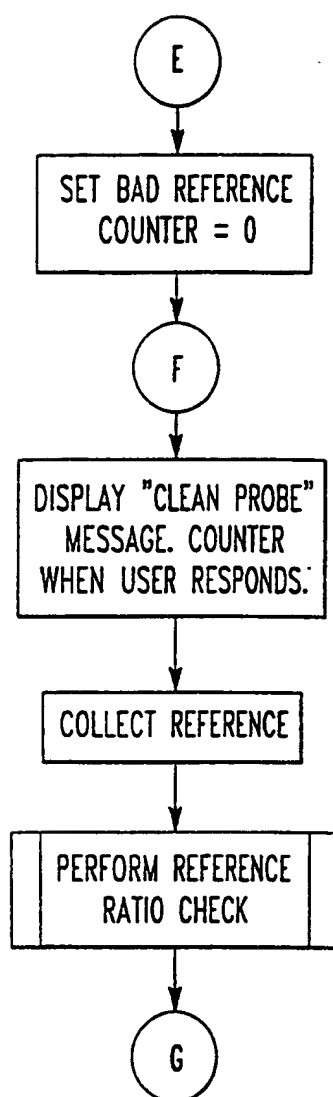 E
SET BAD REFERENCE
COUNTER = 0
F
DISPLAY "CLEAN PROBE"
MESSAGE. COUNTER
WHEN USER RESPONDS.
COLLECT REFERENCE
PERFORM REFERENCE
RATIO CHECK
G